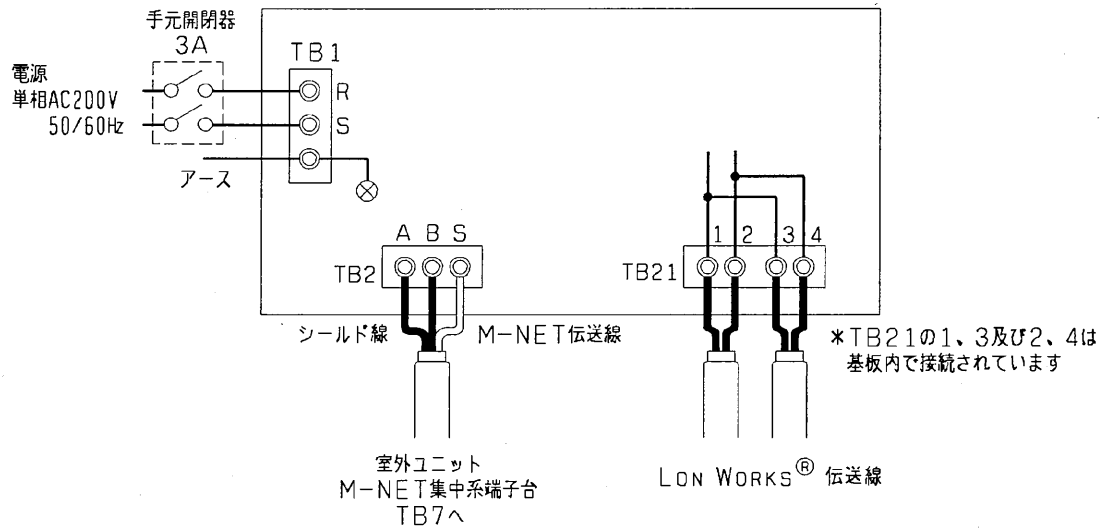 手元開閉器
3A
電源
単相AC200V
50/60Hz
アース
TB1
R
S
A B S
TB2
シールド線
M-NET伝送線
室外ユニット
M-NET集中系端子台
TB7へ
1 2 3 4
TB21
*TB21の1、3及び2、4は
基板内で接続されています
LON WORKS® 伝送線